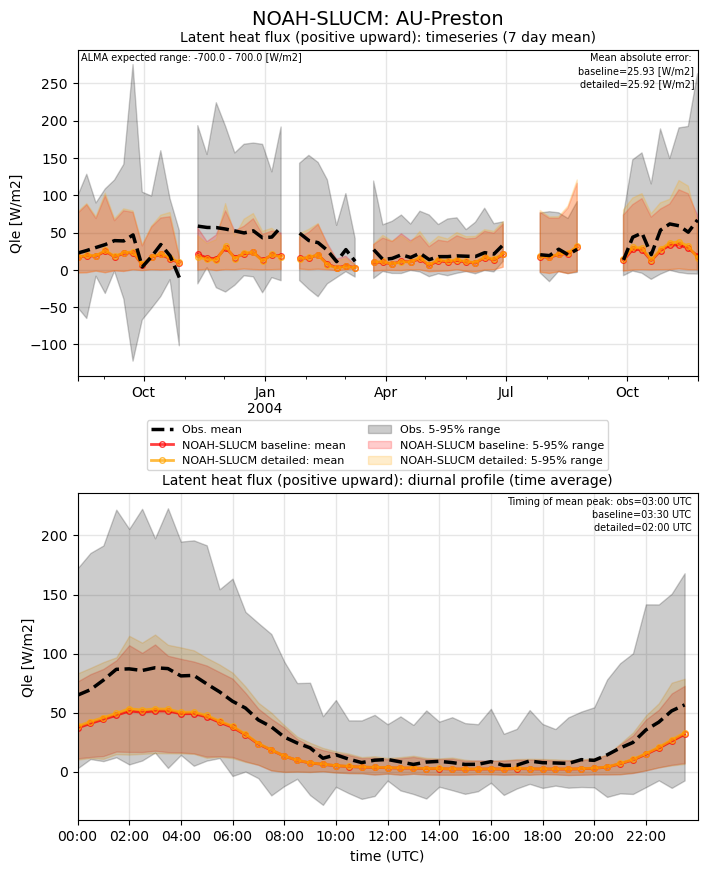 NOAH-SLUCM: AU-Preston
Latent heat flux (positive upward): timeseries (7 day mean)
ALMA expected range: -700.0 - 700.0 [W/m2]
Mean absolute error:
baseline=25.93 [W/m2]
detailed=25.92 [W/m2]
250
200
150
100
50
0
−50
−100
Qle [W/m2]
Oct
Jan
2004
Apr
Jul
Oct
Obs. mean
NOAH-SLUCM baseline: mean
NOAH-SLUCM detailed: mean
Obs. 5-95% range
NOAH-SLUCM baseline: 5-95% range
NOAH-SLUCM detailed: 5-95% range
Latent heat flux (positive upward): diurnal profile (time average)
Timing of mean peak: obs=03:00 UTC
baseline=03:30 UTC
detailed=02:00 UTC
200
150
100
50
0
Qle [W/m2]
00:00 02:00 04:00 06:00 08:00 10:00 12:00 14:00 16:00 18:00 20:00 22:00
time (UTC)